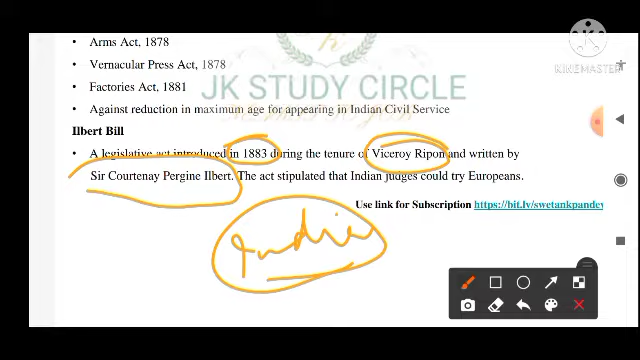 Arms Act, 1878
Vernacular Press Act, 1878
Factories Act, 1881
JK STUDY CIRCLE
Against reduction in maximum age for appearing in Indian Civil Service
Ilbert Bill
A legislative act introduced in 1883 during the tenure of Viceroy Ripon and written by
Sir Courtenay Pergine Ilbert. The act stipulated that Indian judges could try Europeans.
Use link for Subscription https://bit.lv/swetankpandey
India
KINEMASTER